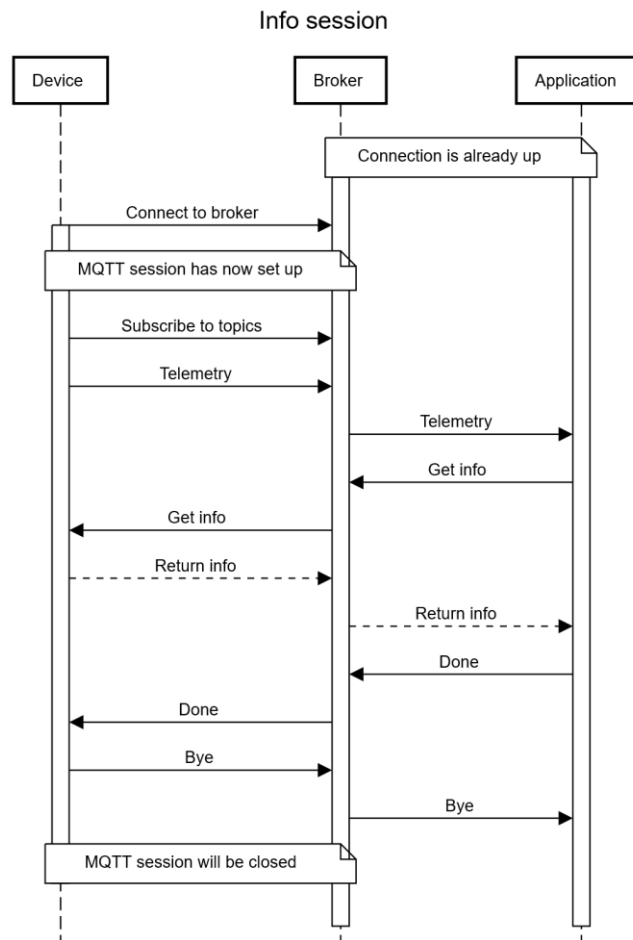 Info session
Device
Broker
Application
Connection is already up
Connect to broker
MQTT session has now set up
Subscribe to topics
Telemetry
Telemetry
Get info
Get info
Return info
Return info
Done
Done
Bye
Bye
MQTT session will be closed